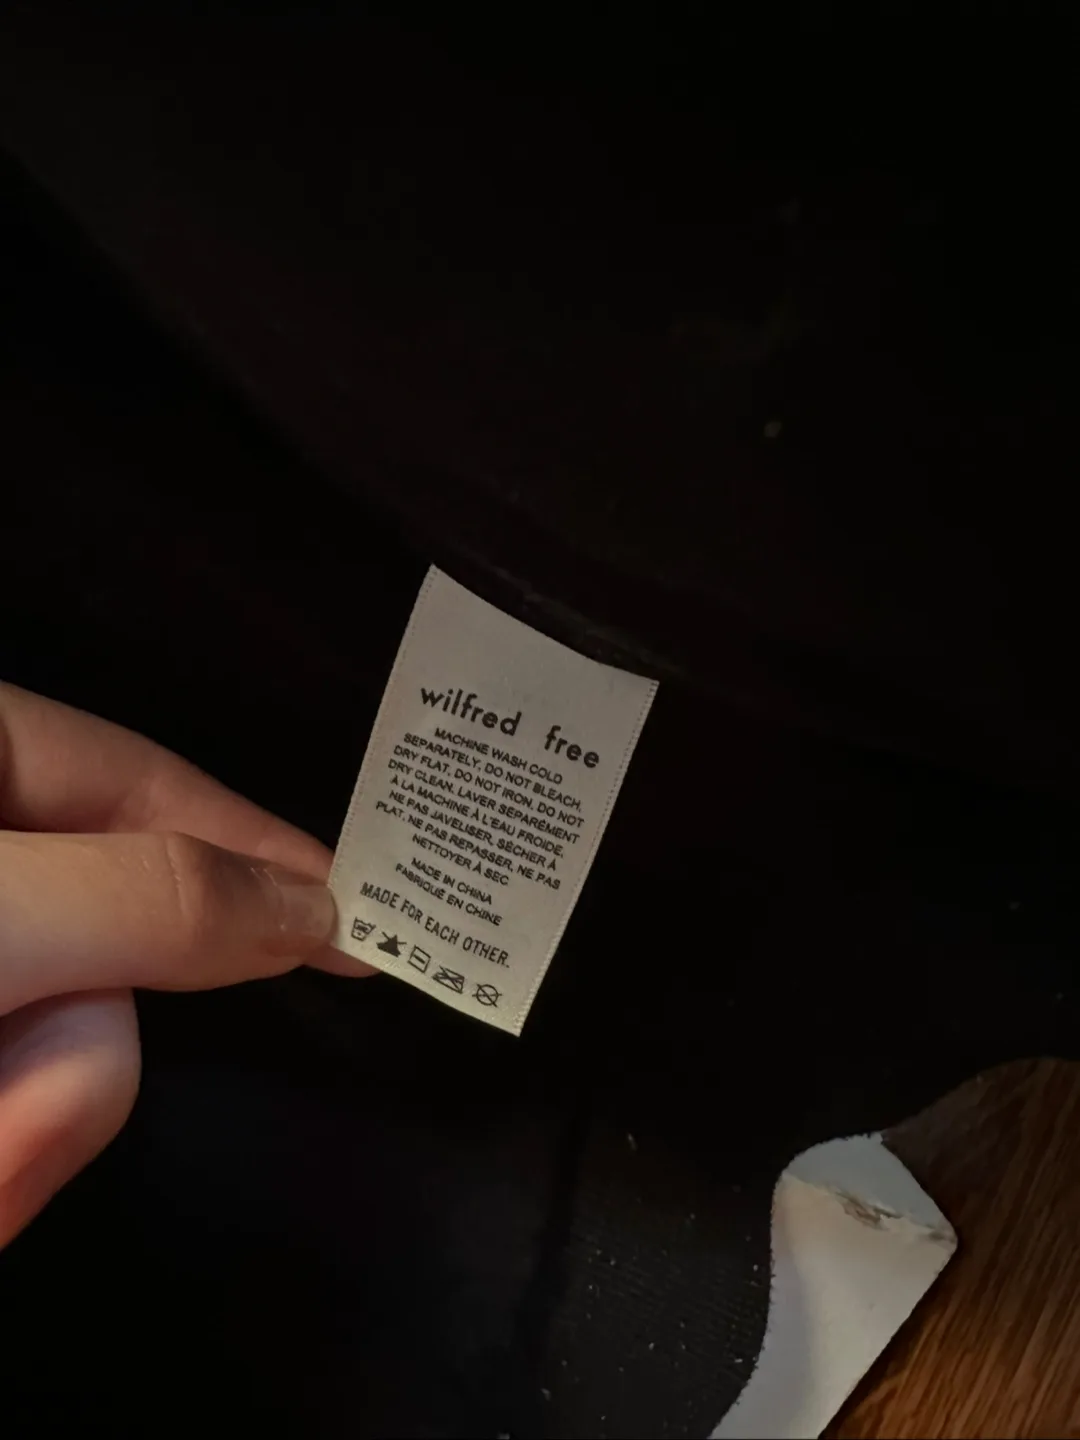 wilfred free
MACHINE WASH COLD
SEPARATELY, DO NOT BLEACH,
DRY FLAT, DO NOT IRON, DO NOT
DRY CLEAN. LAVER SÉPARÉMENT
À LA MACHINE À L'EAU FROIDE,
NE PAS JAVELISER, SÉCHER À
PLAT, NE PAS REPASSER, NE PAS
NETTOYER À SEC
MADE IN CHINA
FABRIQUÉ EN CHINE
MADE FOR EACH OTHER.